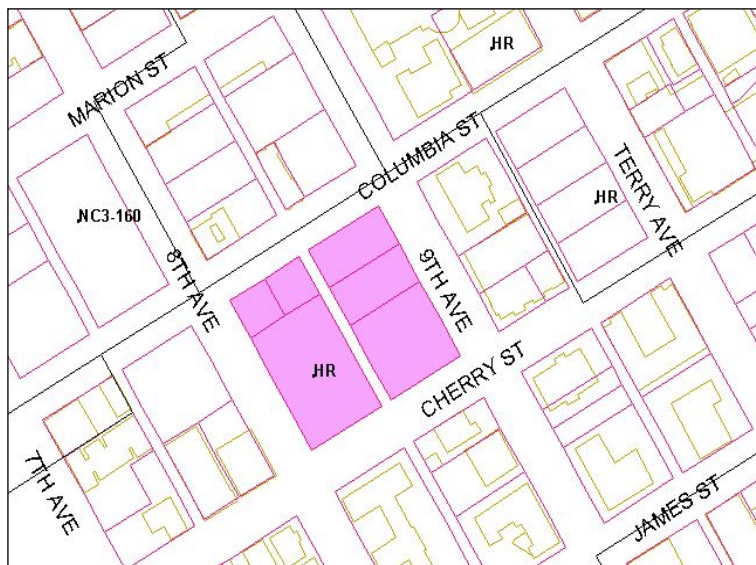 HR
MARION ST
COLUMBIA ST
TERRY AVE
HR
NC3-160
8TH AVE
9TH AVE
HR
CHERRY ST
7TH AVE
JAMES ST